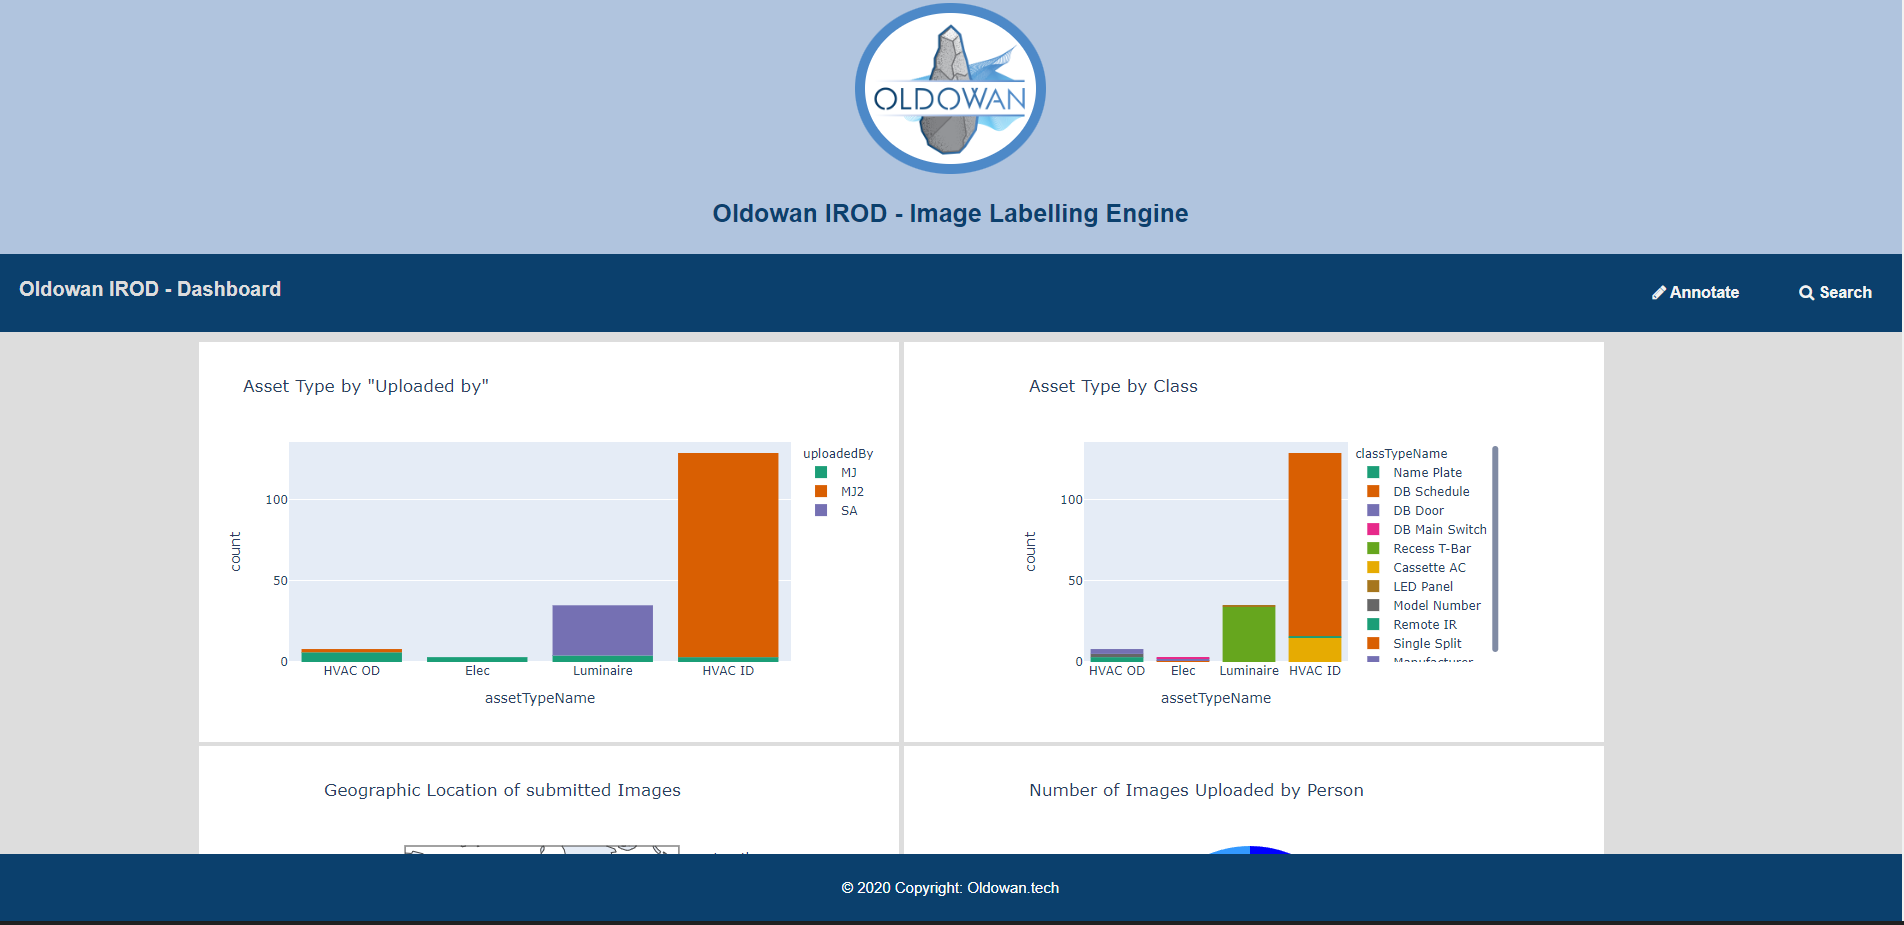 OLDOWAN
Oldowan IROD - Image Labelling Engine
Oldowan IROD - Dashboard
Annotate
Search
Asset Type by "Uploaded by"
100
50
0
count
HVAC OD
Elec
Luminaire
HVAC ID
assetTypeName
uploadedBy
MJ
MJ2
SA
Asset Type by Class
100
50
0
count
HVAC OD
Elec
Luminaire
HVAC ID
assetTypeName
classTypeName
Name Plate
DB Schedule
DB Door
DB Main Switch
Recess T-Bar
Cassette AC
LED Panel
Model Number
Remote IR
Single Split
Manufacturer
Geographic Location of submitted Images
Number of Images Uploaded by Person
© 2020 Copyright: Oldowan.tech